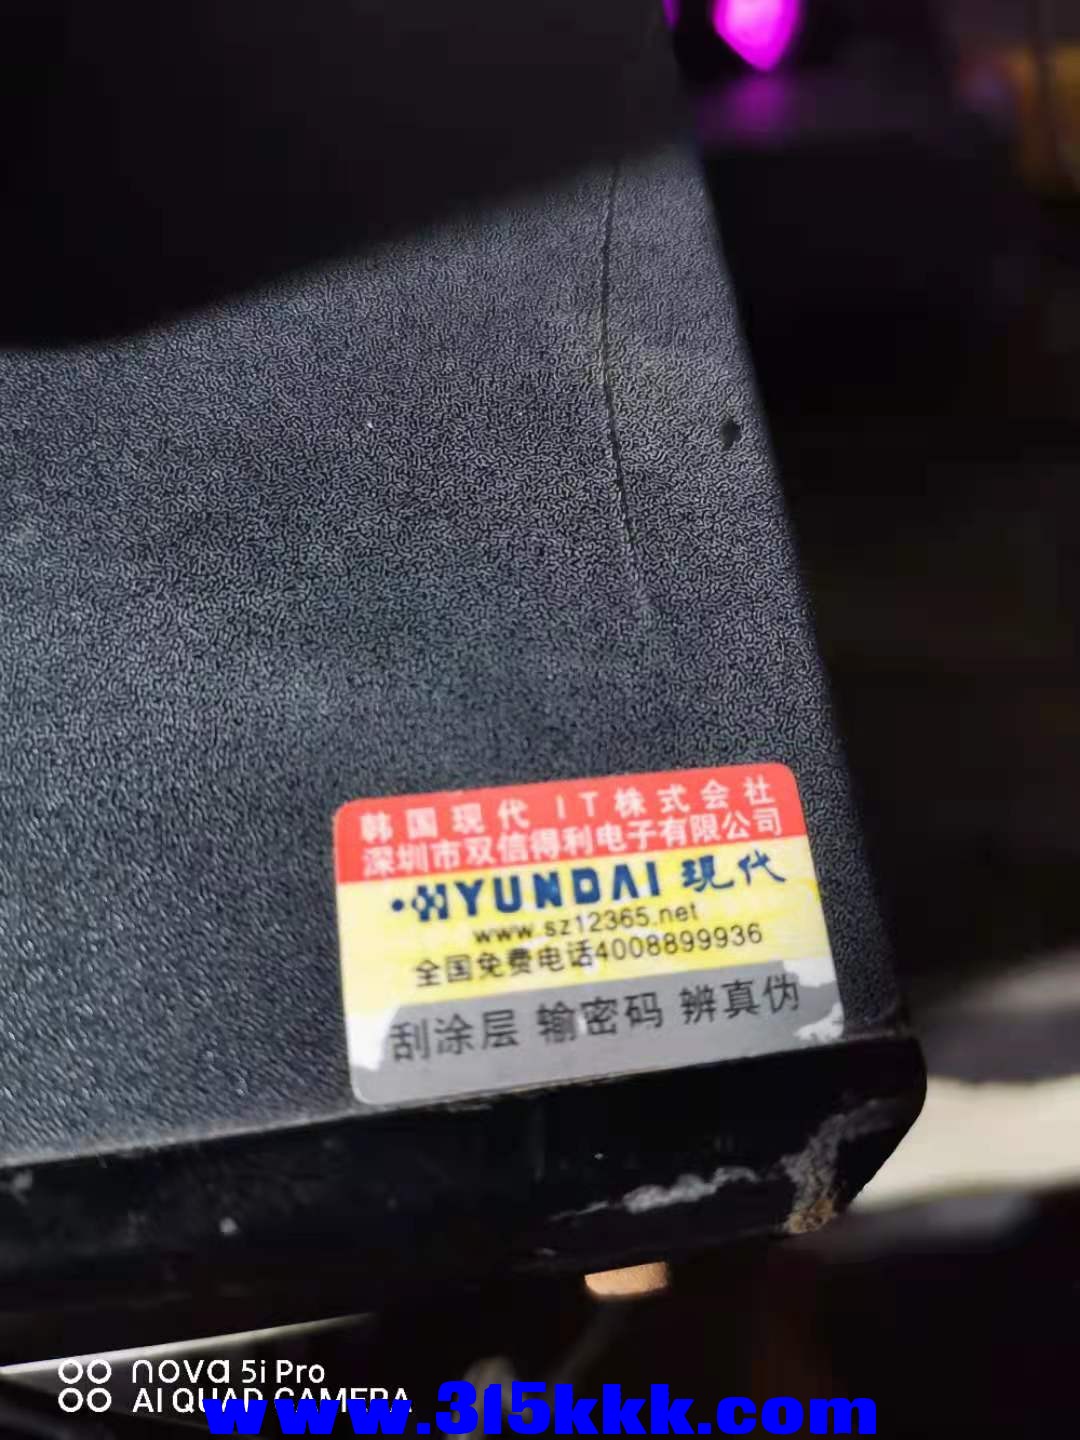 韩国现代 IT株式会社
深圳市双信得利电子有限公司
HYUNDAI 现代
www.sz12365.net
全国免费电话4008899936
刮涂层 输密码 辨真伪
nova 5i Pro
AI QUAD CAMERA
www.315kkk.com